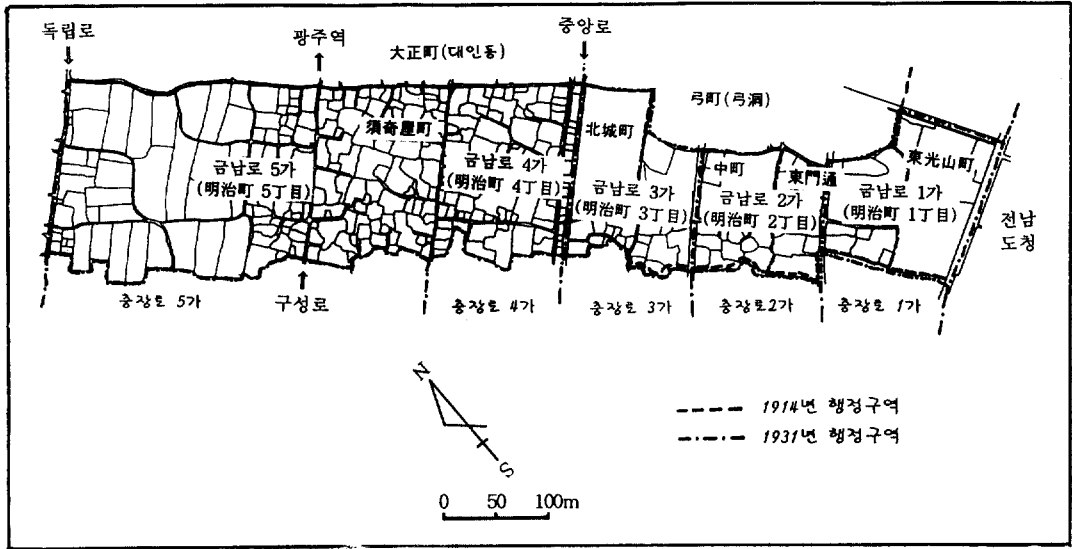 독립로
광주역
大正町(대인동)
중앙로
弓町(弓洞)
須奇屋町
北城町
中町
東門通
東光山町
금남로 5가
(明治町 5丁目)
금남로 4가
(明治町 4丁目)
금남로 3가
(明治町 3丁目)
금남로 2가
(明治町 2丁目)
금남로 1가
(明治町 1丁目)
전남
도청
충장로 5가
구성로
충장로 4가
충장로 3가
충장로2가
충장로 1가
N
S
1914년 행정구역
1931년 행정구역
0 50 100m